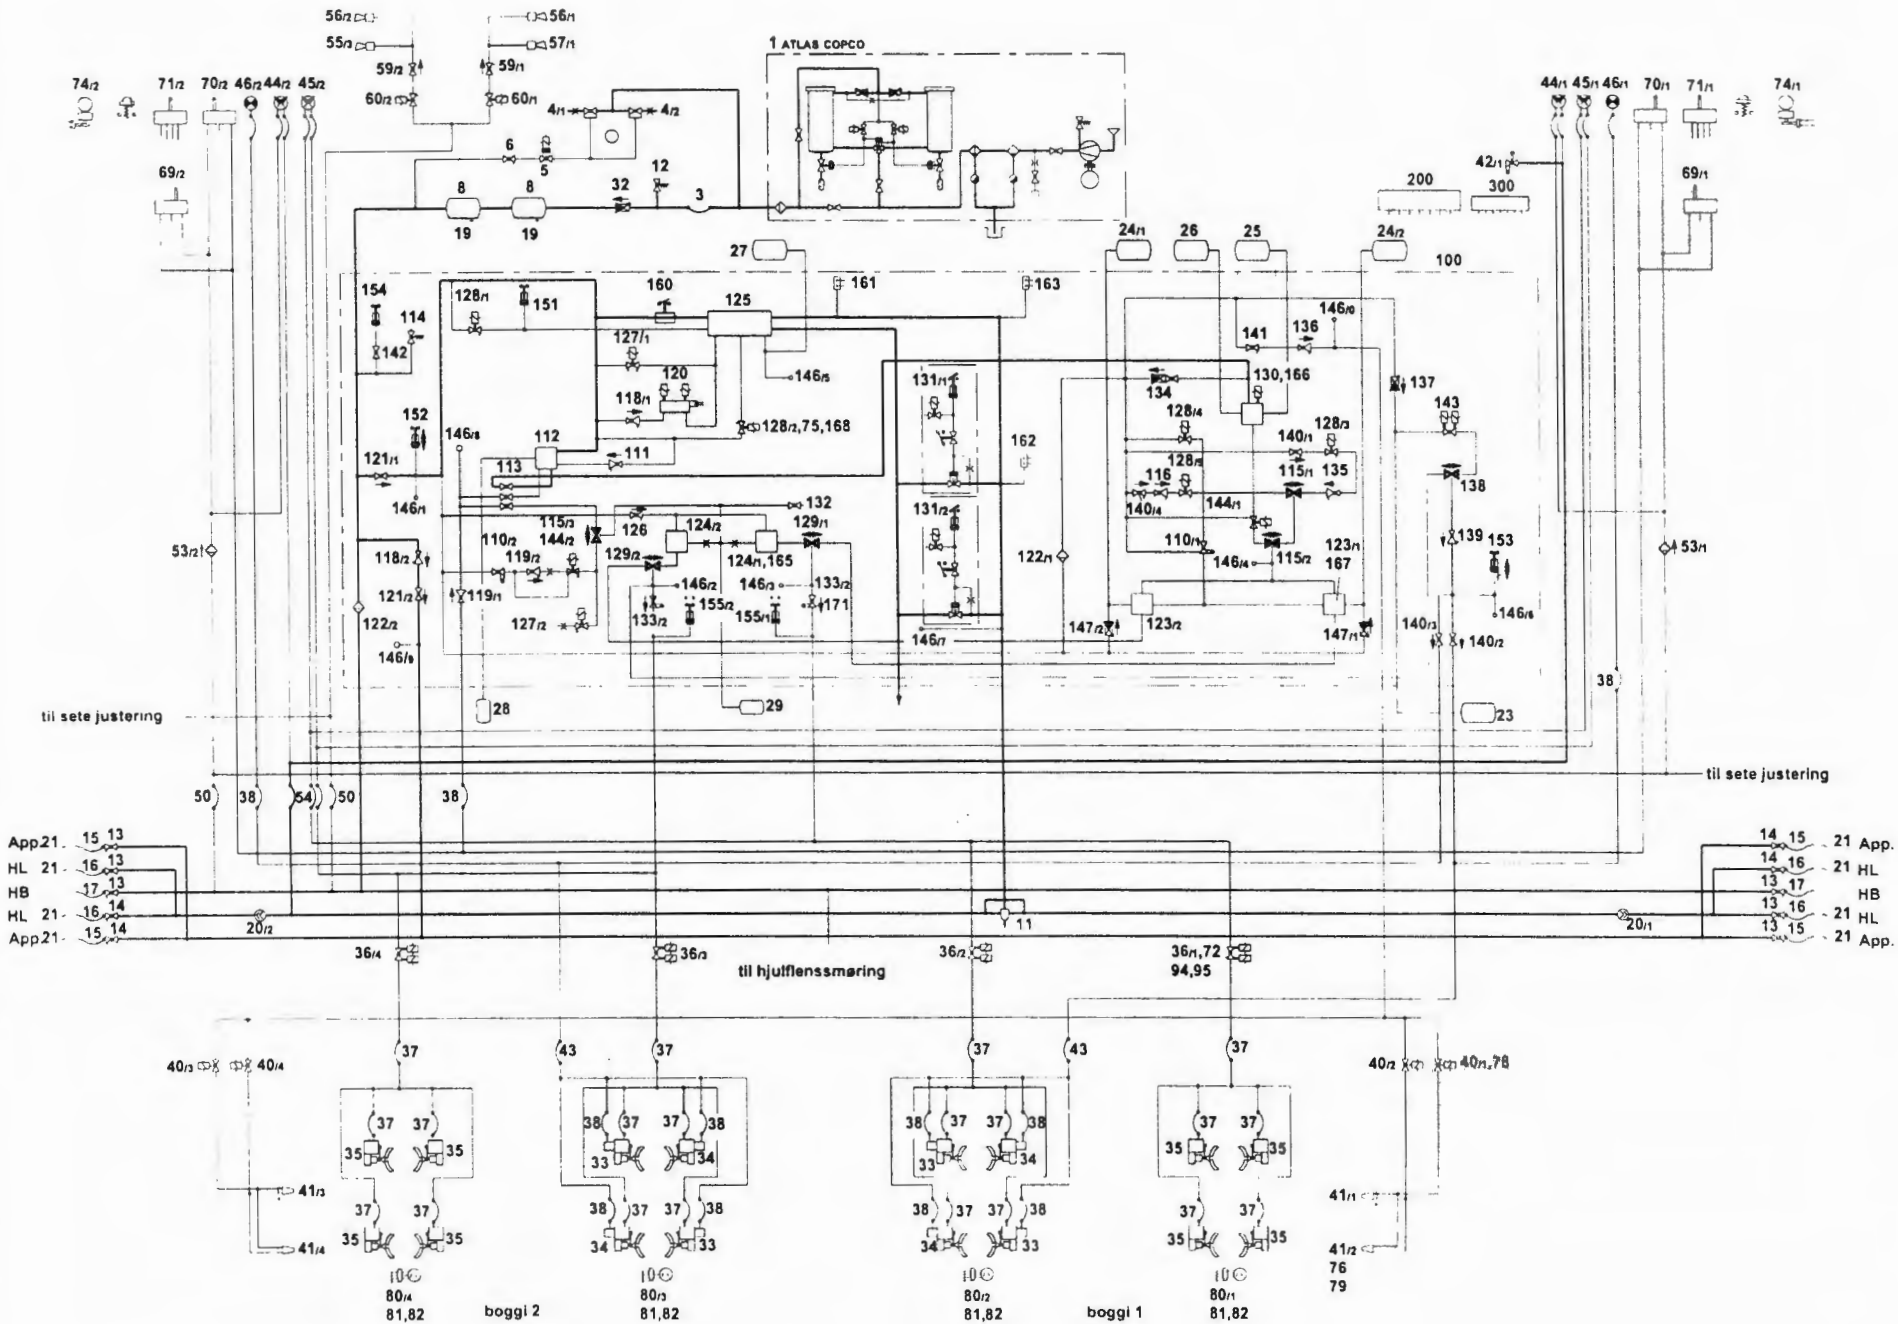 56/2 56/1
55/3 57/1
59/2 59/1
60/2 60/1
1 ATLAS COPCO
74/2 71/2 70/2 46/2 44/2 45/2
4/1 4/2
44/1 45/1 46/1 70/1 71/1 74/1
6
5
12
42/1
69/2
8 8 32 3
200 300
69/1
19 19
27
24/1 26 25 24/2
100
154 128/1 151 160 125 161 163
114
146/0
127/1
141 136
142
120
146/5
131/1
134
130,166
137
118/1
128/4
143
152
146/8
112
128/2,75,168
162
140/1 128/3
111
121/1
113
128/5
116 115/1 135
138
146/1
132
144/1
140/4
115/3
126
124/2
129/1
131/2
110/2 144/2
119/2
129/2
110/1
123/1
139 153
53/2
118/2
124/1,165
122/1
115/2
167
53/1
146/4
146/2 146/3 133/2
121/2 119/1
155/2
171
122/2
127/2 133/2
155/1
146/7
123/2
146/6
147/2 147/1
140/3 140/2
146/9
38
til sete justering
28 29
23
til sete justering
50 38 54 50 38
App.21 15 13
14 15 21 App.
HL 21 16 13
14 16 21 HL
HB 17 13
13 17 HB
HL 21 16 14
13 16 21 HL
20/2 11 20/1
App.21 15 14
13 15 21 App.
36/4 36/3 36/2 36/1,72
til hjulflenssmøring
94,95
37 43 37 37 43 37
40/3 40/4
40/2 40/1,78
37 37 38 37 37 38 38 37 37 38 37 37
35 35 33 34 33 34 35 35
41/3
41/1
37 37 38 37 37 38 38 37 37 38 37 37
35 35 34 33 34 33 35 35
41/4
41/2
76
79
80/4 80/3 80/2 80/1
81,82 boggi 2 81,82 81,82 boggi 1 81,82